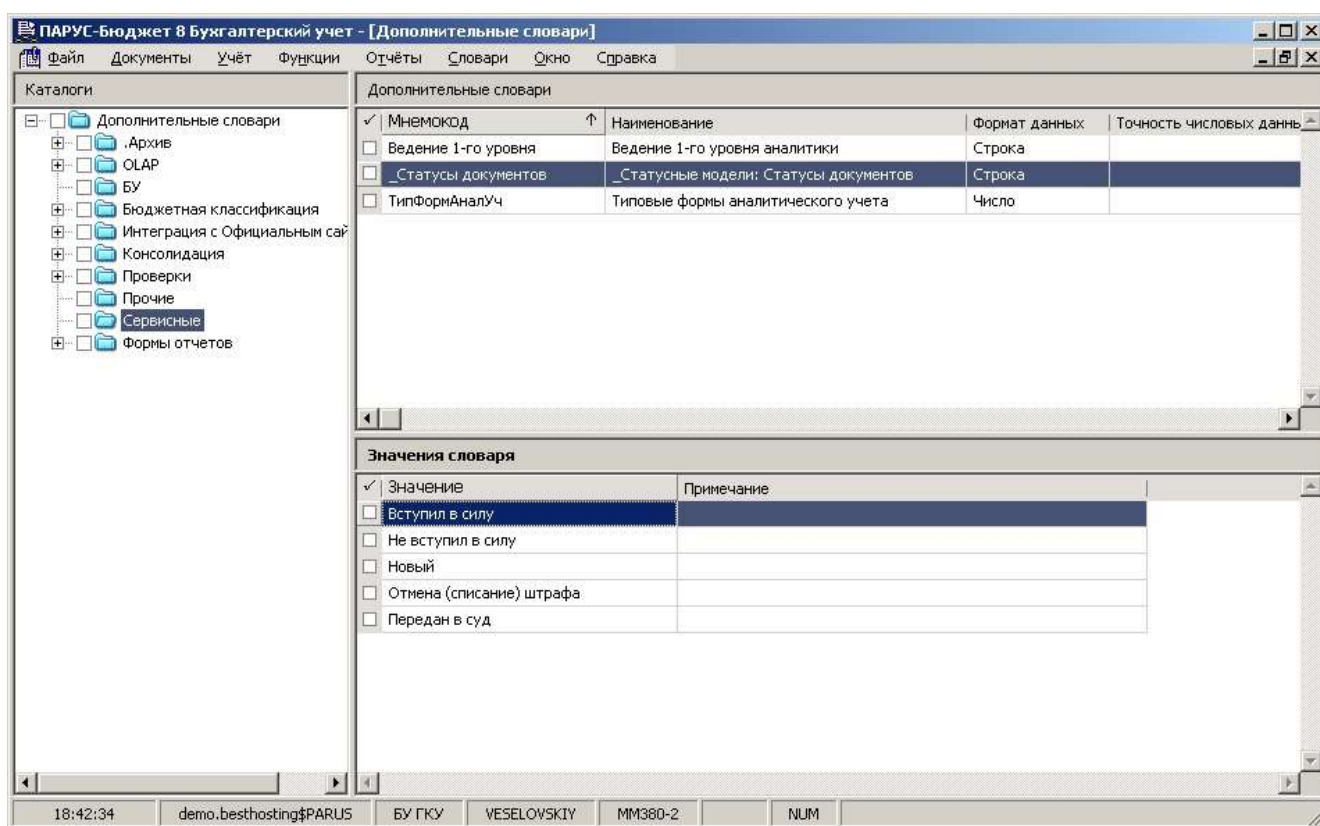 ПАРУС-Бюджет 8 Бухгалтерский учет - [Дополнительные словари]
Файл Документы Учёт Функции Отчёты Словари Окно Справка
Каталоги
Дополнительные словари
.Архив
OLAP
БУ
Бюджетная классификация
Интеграция с Официальным сай
Консолидация
Проверки
Прочие
Сервисные
Формы отчетов
Дополнительные словари
Мнемокод Наименование Формат данных Точность числовых данны
Ведение 1-го уровня Ведение 1-го уровня аналитики Строка
_Статусы документов _Статусные модели: Статусы документов Строка
ТипФормАналУч Типовые формы аналитического учета Число
Значения словаря
Значение Примечание
Вступил в силу
Не вступил в силу
Новый
Отмена (списание) штрафа
Передан в суд
18:42:34 demo.besthosting$PARUS БУ ГКУ VESELOVSKIY MM380-2 NUM